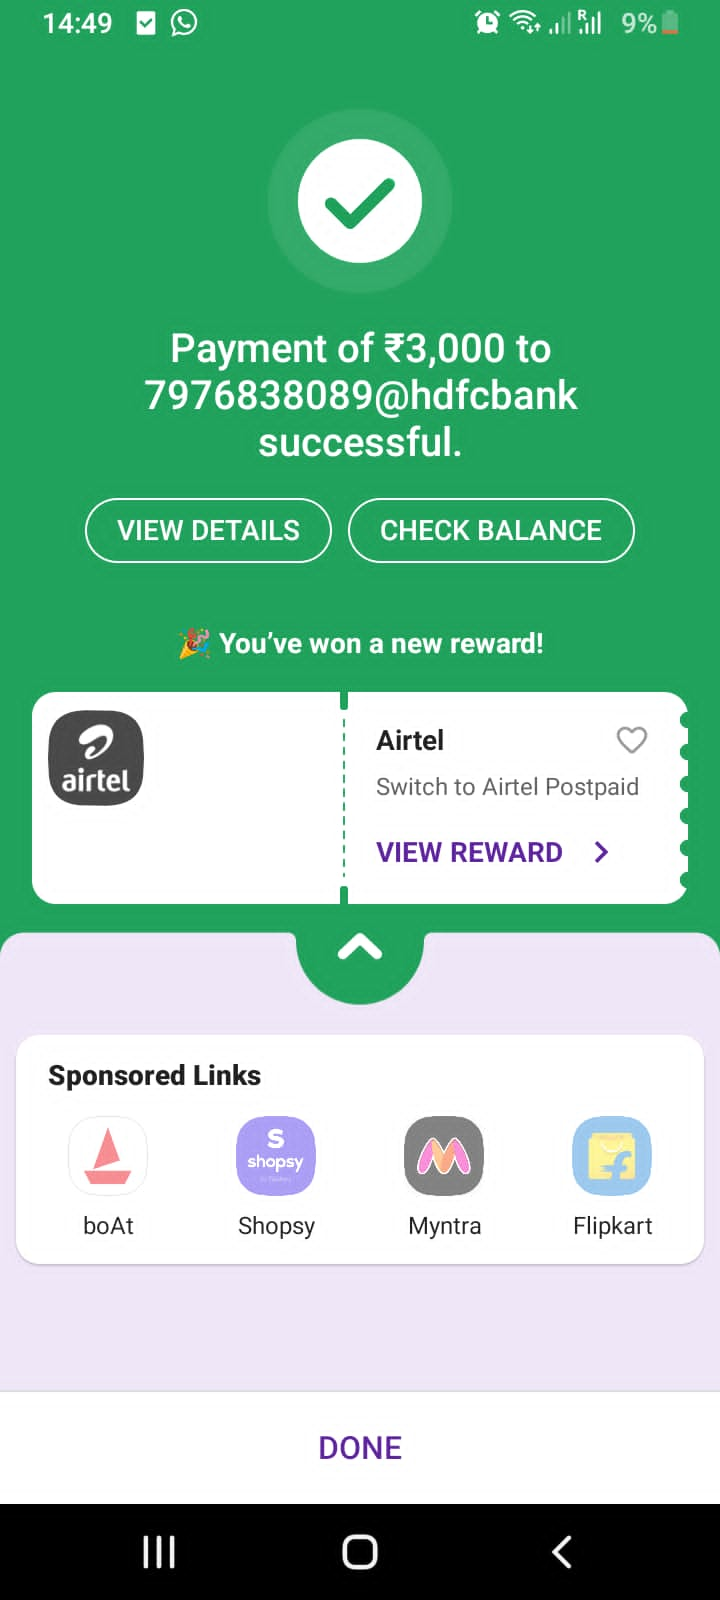 14:49
R
9%
Payment of ₹3,000 to
7976838089@hdfcbank
successful.
VIEW DETAILS
CHECK BALANCE
🎉 You’ve won a new reward!
airtel
Airtel
Switch to Airtel Postpaid
VIEW REWARD
Sponsored Links
S
shopsy
boAt
Shopsy
Myntra
Flipkart
DONE